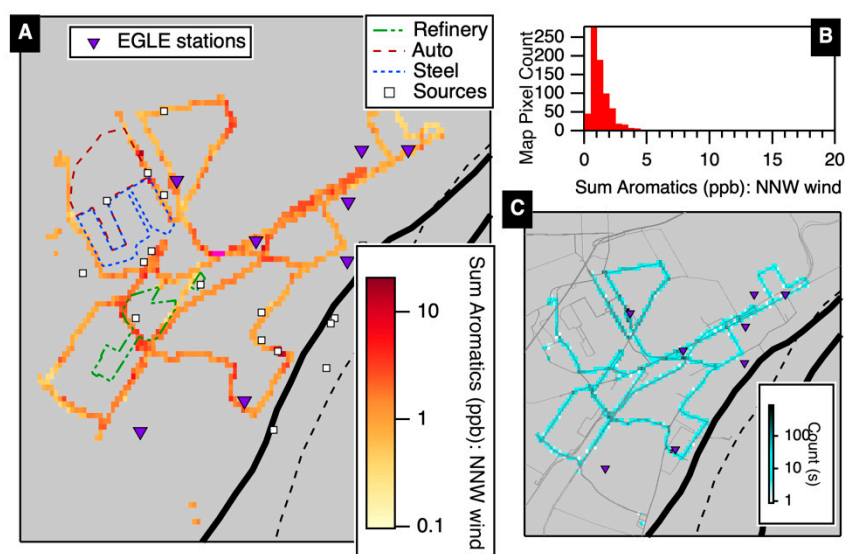 A
EGLE stations
Refinery
Auto
Steel
Sources
Sum Aromatics (ppb): NNW wind
10
1
0.1
B
Map Pixel Count
250
200
150
100
50
0
0 5 10 15 20
Sum Aromatics (ppb): NNW wind
C
Count (s)
100
10
1